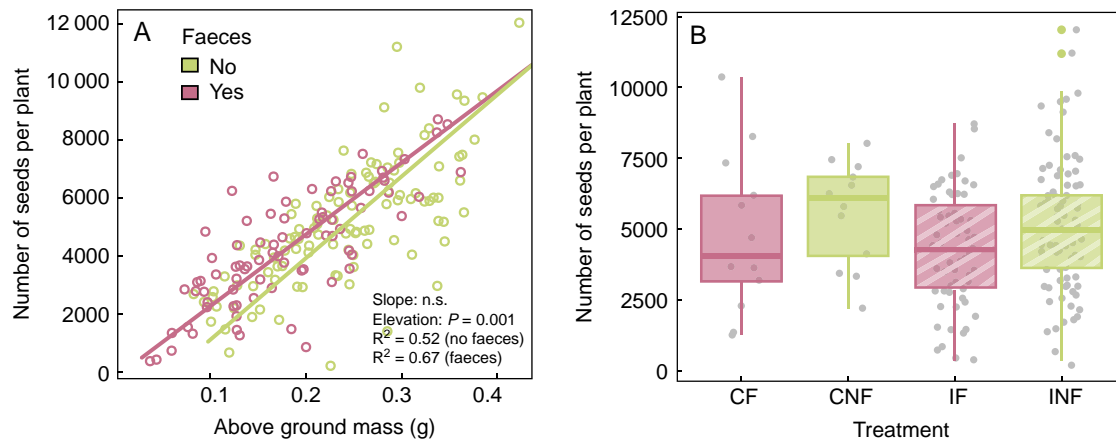 A
Faeces
No
Yes
Number of seeds per plant
12 000
10 000
8000
6000
4000
2000
0
Slope: n.s.
Elevation: P = 0.001
R² = 0.52 (no faeces)
R² = 0.67 (faeces)
0.1 0.2 0.3 0.4
Above ground mass (g)
B
Number of seeds per plant
12500
10000
7500
5000
2500
0
CF CNF IF INF
Treatment